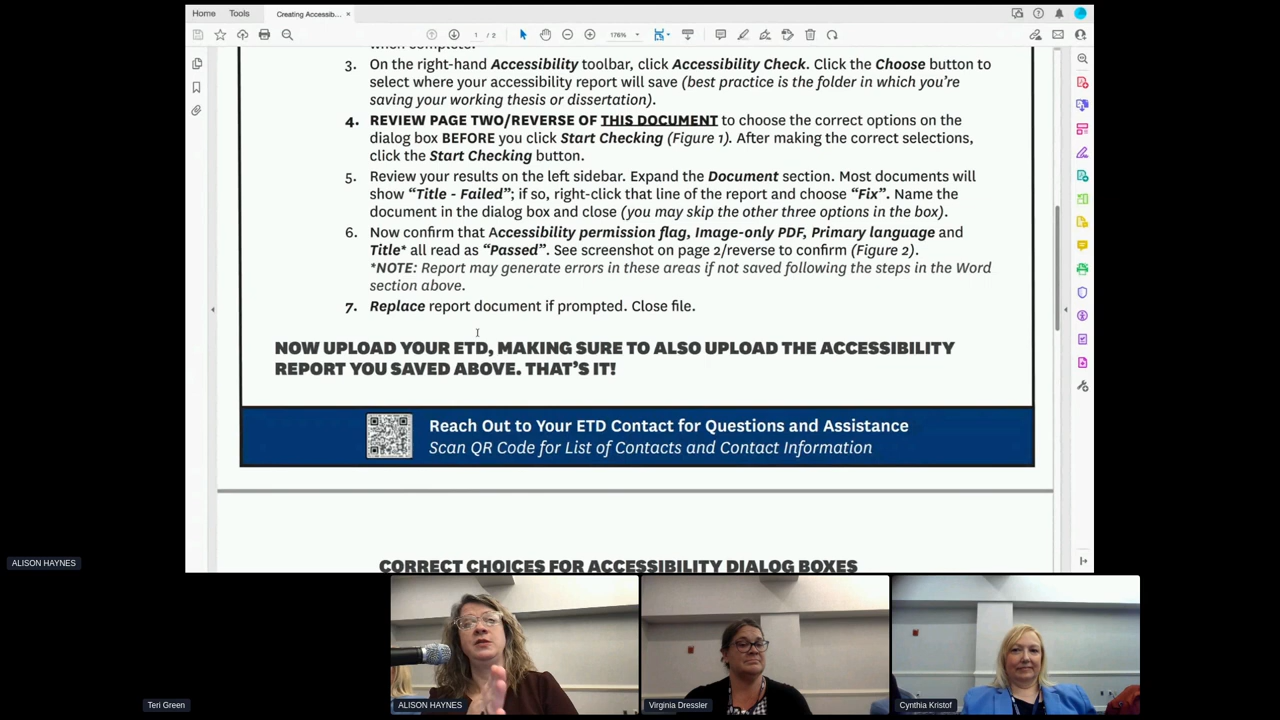 Home Tools Creating Accessib... ×
1 / 2 176%
when complete.
3. On the right-hand Accessibility toolbar, click Accessibility Check. Click the Choose button to
select where your accessibility report will save (best practice is the folder in which you're
saving your working thesis or dissertation).
4. REVIEW PAGE TWO/REVERSE OF THIS DOCUMENT to choose the correct options on the
dialog box BEFORE you click Start Checking (Figure 1). After making the correct selections,
click the Start Checking button.
5. Review your results on the left sidebar. Expand the Document section. Most documents will
show “Title - Failed”; if so, right-click that line of the report and choose “Fix”. Name the
document in the dialog box and close (you may skip the other three options in the box).
6. Now confirm that Accessibility permission flag, Image-only PDF, Primary language and
Title* all read as “Passed”. See screenshot on page 2/reverse to confirm (Figure 2).
*NOTE: Report may generate errors in these areas if not saved following the steps in the Word
section above.
7. Replace report document if prompted. Close file.
NOW UPLOAD YOUR ETD, MAKING SURE TO ALSO UPLOAD THE ACCESSIBILITY
REPORT YOU SAVED ABOVE. THAT'S IT!
Reach Out to Your ETD Contact for Questions and Assistance
Scan QR Code for List of Contacts and Contact Information
CORRECT CHOICES FOR ACCESSIBILITY DIALOG BOXES
ALISON HAYNES
Teri Green
ALISON HAYNES
Virginia Dressler
Cynthia Kristof